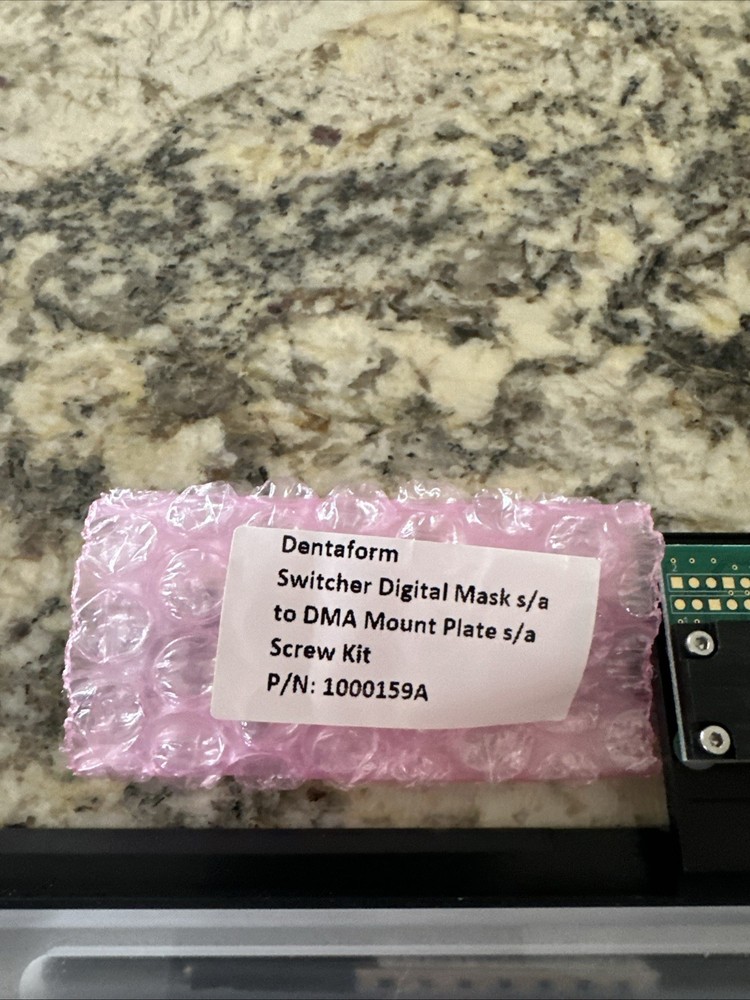 Dentaform
Switcher Digital Mask s/a
to DMA Mount Plate s/a
Screw Kit
P/N: 1000159A